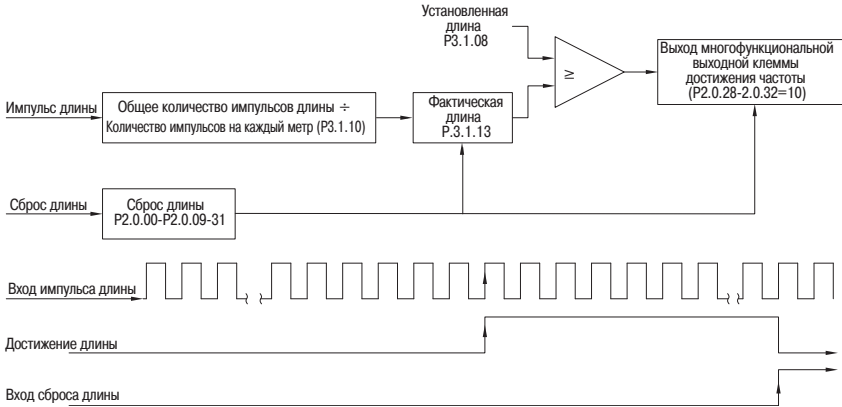 Установленная
длина
P3.1.08
Выход многофункциональной
выходной клеммы
достижения частоты
(P2.0.28-2.0.32=10)
≥
Импульс длины
Общее количество импульсов длины ÷
Количество импульсов на каждый метр (P3.1.10)
Фактическая
длина
P.3.1.13
Сброс длины
Сброс длины
P2.0.00-P2.0.09-31
Вход импульса длины
Достижение длины
Вход сброса длины